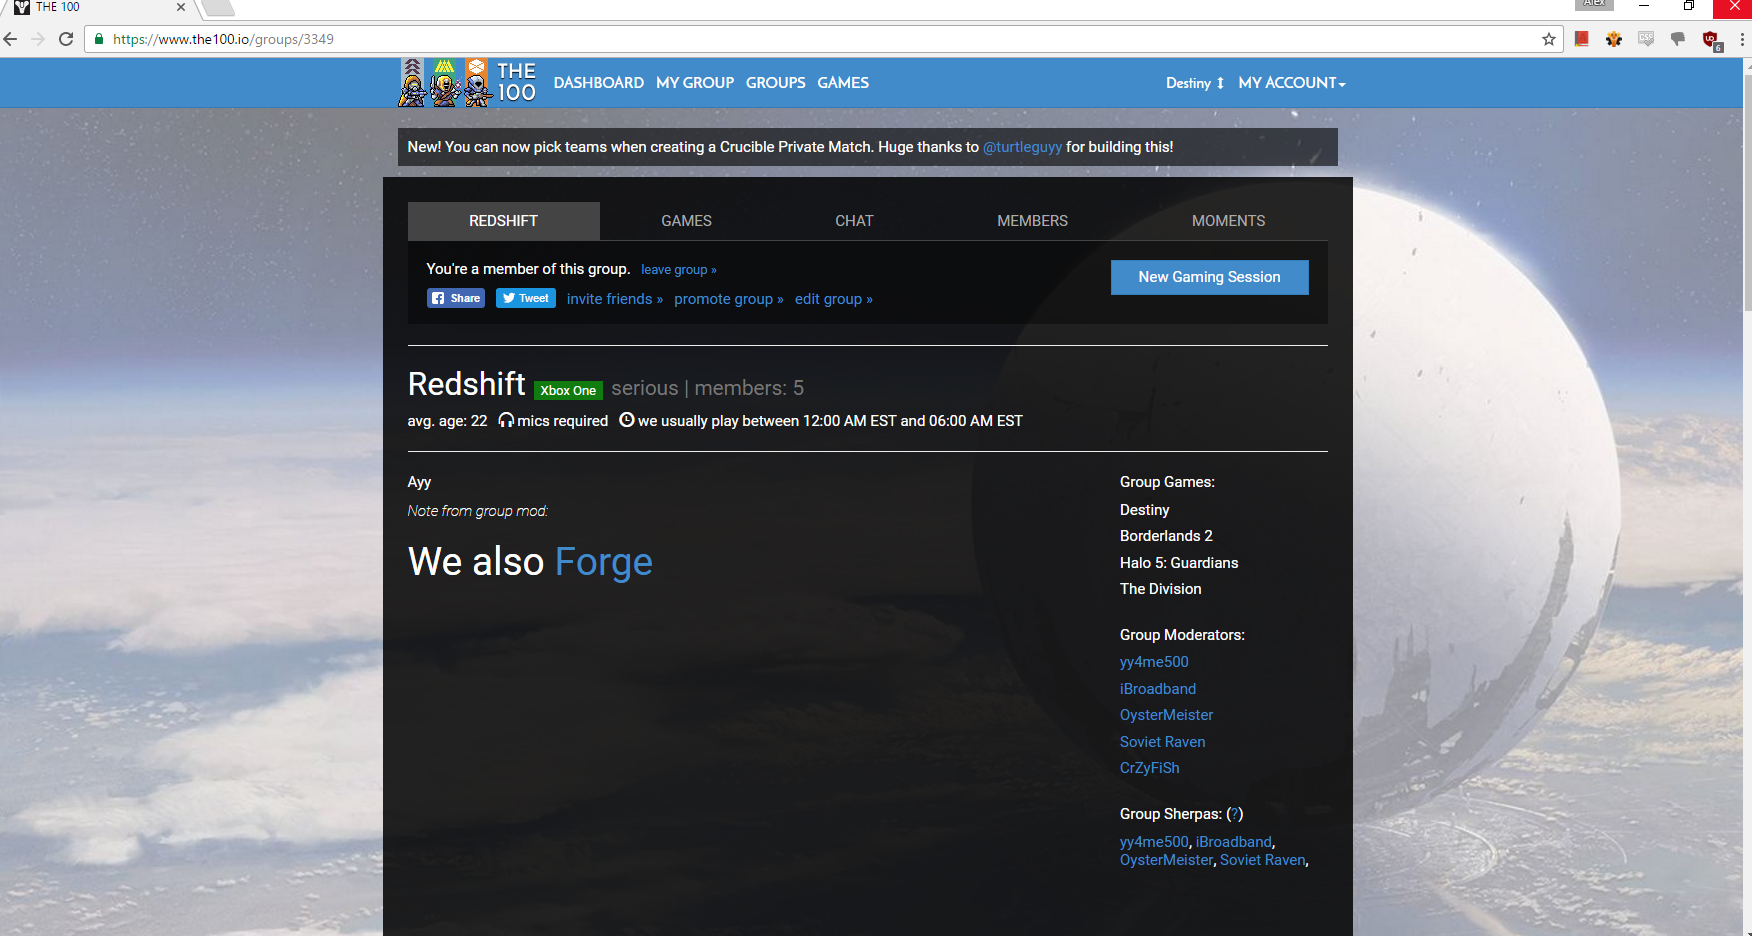 THE 100
Alex
https://www.the100.io/groups/3349
CSS
6
THE
100
DASHBOARD MY GROUP GROUPS GAMES
Destiny MY ACCOUNT
New! You can now pick teams when creating a Crucible Private Match. Huge thanks to @turtleguyy for building this!
REDSHIFT GAMES CHAT MEMBERS MOMENTS
You're a member of this group. leave group »
New Gaming Session
Share Tweet invite friends » promote group » edit group »
Redshift Xbox One serious | members: 5
avg. age: 22 mics required we usually play between 12:00 AM EST and 06:00 AM EST
Ayy
Note from group mod:
We also Forge
Group Games:
Destiny
Borderlands 2
Halo 5: Guardians
The Division
Group Moderators:
yy4me500
iBroadband
OysterMeister
Soviet Raven
CrZyFiSh
Group Sherpas: (?)
yy4me500, iBroadband,
OysterMeister, Soviet Raven,